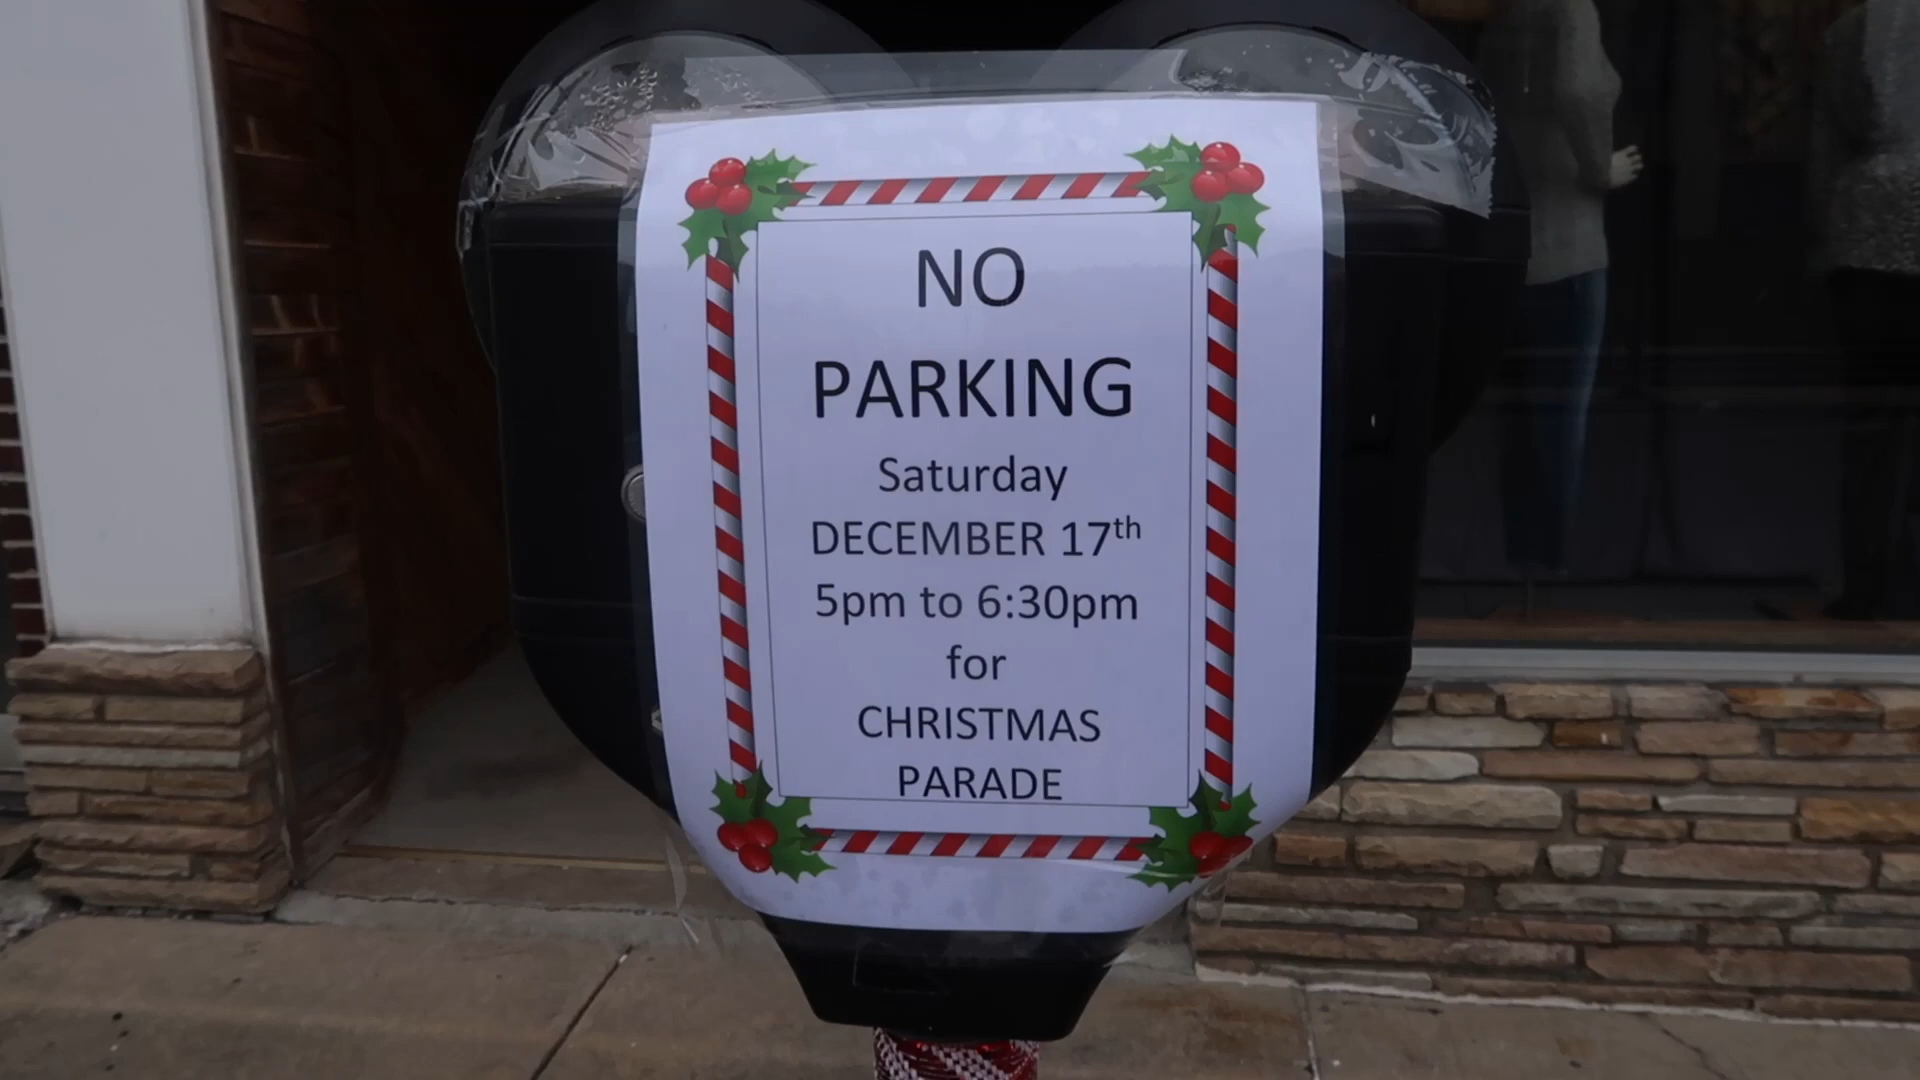 NO
PARKING
Saturday
DECEMBER 17th
5pm to 6:30pm
for
CHRISTMAS
PARADE